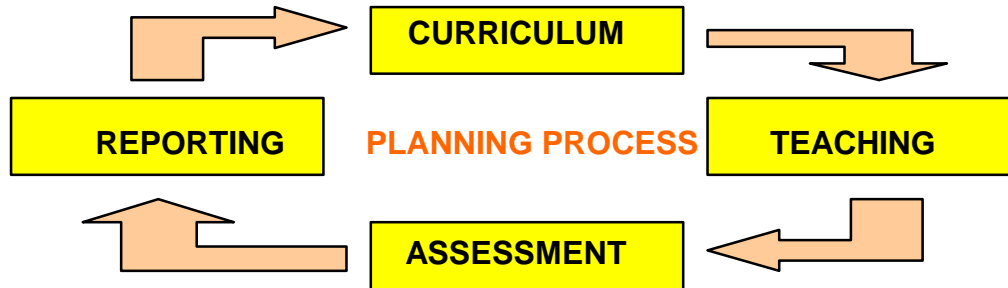 CURRICULUM
REPORTING
PLANNING PROCESS
TEACHING
ASSESSMENT